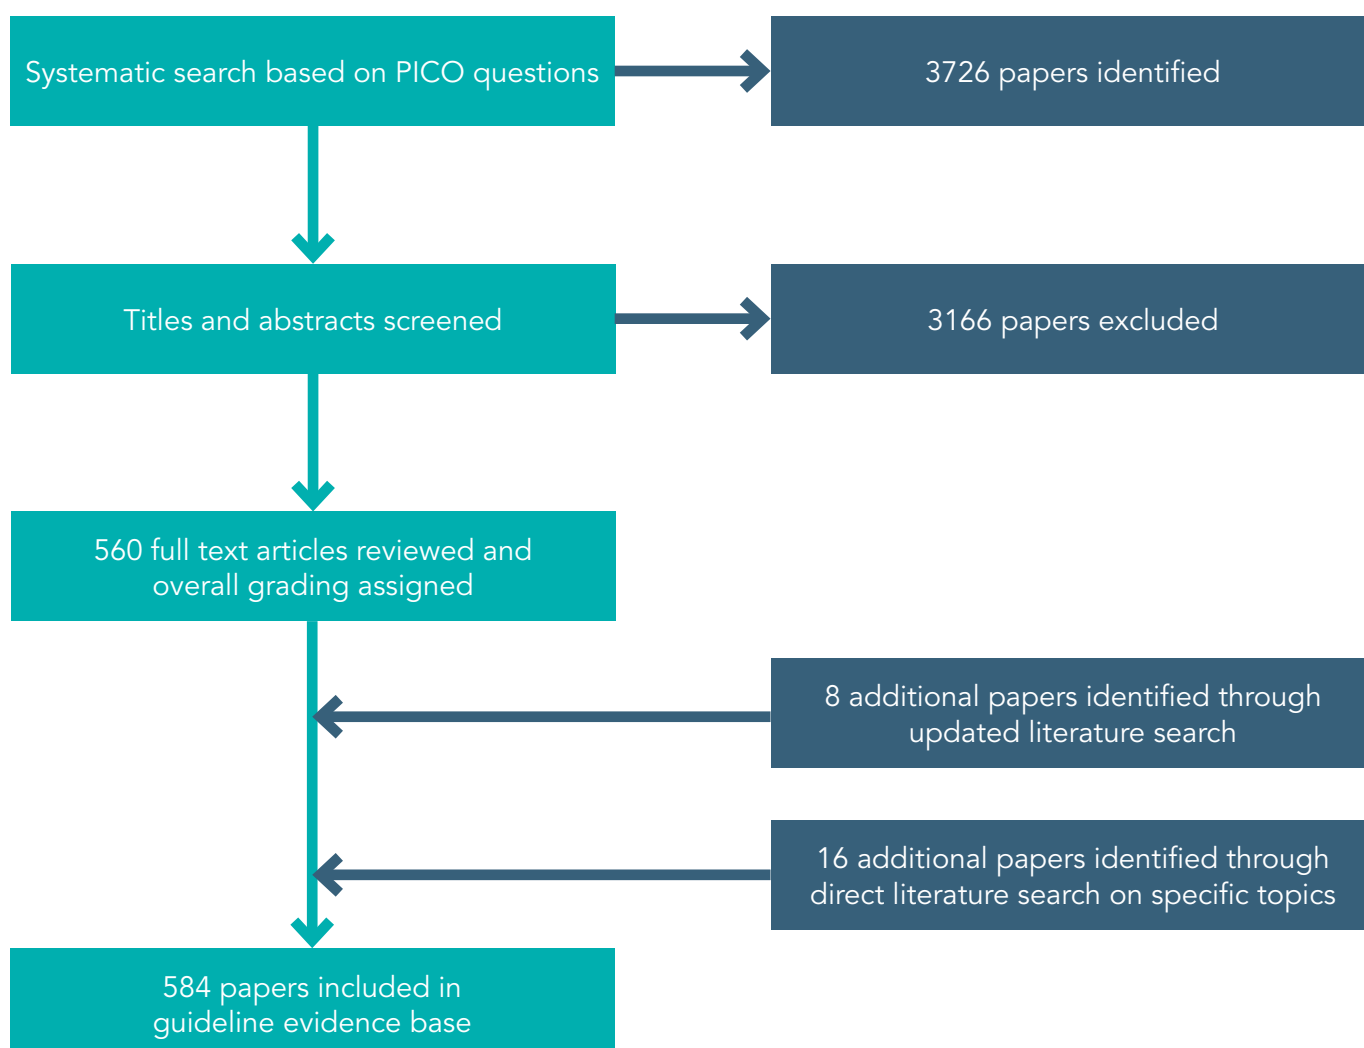 Systematic search based on PICO questions
3726 papers identified
Titles and abstracts screened
3166 papers excluded
560 full text articles reviewed and
overall grading assigned
8 additional papers identified through
updated literature search
16 additional papers identified through
direct literature search on specific topics
584 papers included in
guideline evidence base